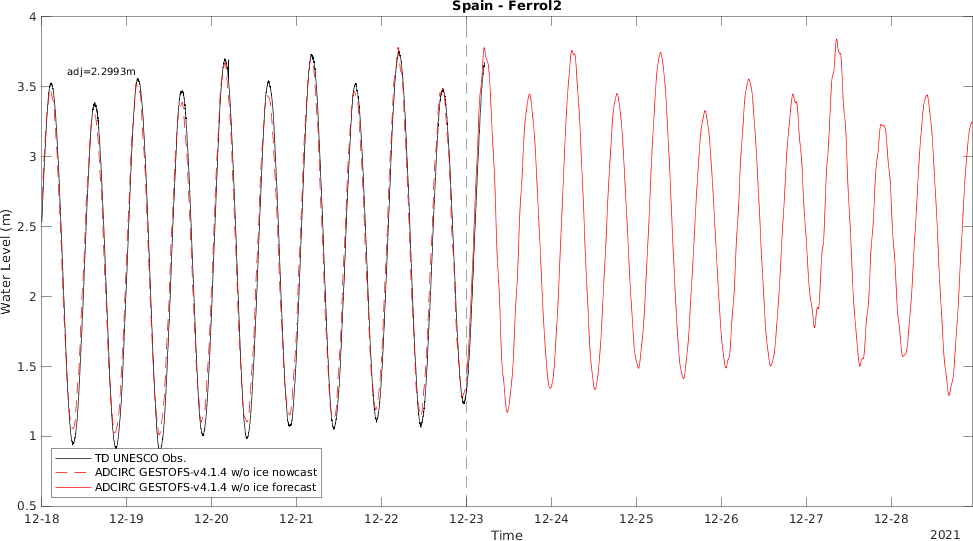 Spain - Ferrol2
4
adj=2.2993m
3.5
3
2.5
Water Level (m)
2
1.5
1
TD UNESCO Obs.
ADCIRC GESTOFS-v4.1.4 w/o ice nowcast
ADCIRC GESTOFS-v4.1.4 w/o ice forecast
0.5
12-18 12-19 12-20 12-21 12-22 12-23 12-24 12-25 12-26 12-27 12-28
Time
2021